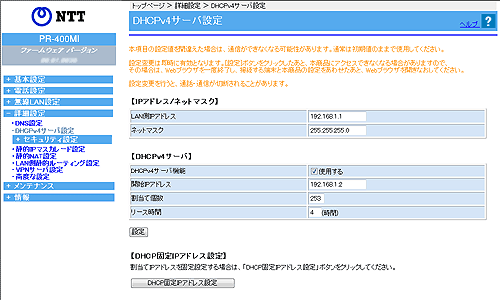 NTT
PR-400MI
ファームウェア バージョン
+ 基本設定
+ 電話設定
+ 無線LAN設定
− 詳細設定
・DNS設定
・DHCPv4サーバ設定
+ セキュリティ設定
・静的IPマスカレード設定
・静的NAT設定
・LAN側静的ルーティング設定
・VPNサーバ設定
・高度な設定
+ メンテナンス
+ 情報
トップページ > 詳細設定 > DHCPv4サーバ設定
DHCPv4サーバ設定
ヘルプ ?
本項目の設定値を間違えた場合は、通信ができなくなる可能性があります。通常は初期値のままで使用してください。
設定変更は即時に有効となります。[設定]ボタンをクリックしたあと、本商品にアクセスできなくなる場合がありますので、
その場合は、Webブラウザを一度終了し、接続する端末と本商品の設定をあわせたあと、Webブラウザを開きなおしてください。
設定変更を行うと、通話・通信が切断されることがあります。
【IPアドレス/ネットマスク】
LAN側IPアドレス 192.168.1.1
ネットマスク 255.255.255.0
【DHCPv4サーバ】
DHCPv4サーバ機能 使用する
開始IPアドレス 192.168.1.2
割当て個数 253
リース時間 4 (時間)
設定
【DHCP固定IPアドレス設定】
割当てIPアドレスを固定設定する場合は、「DHCP固定IPアドレス設定」ボタンをクリックしてください。
DHCP固定IPアドレス設定